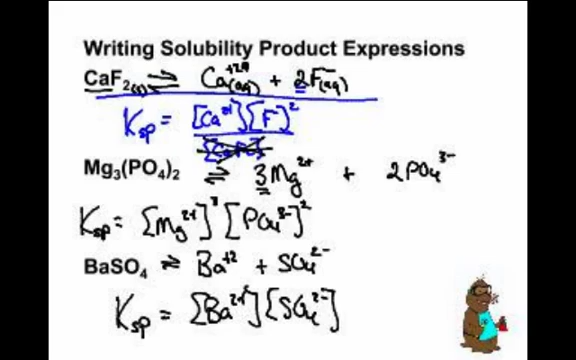 Writing Solubility Product Expressions
CaF₂₍ₛ₎ ⇌ Ca⁺²(aq) + 2F⁻(aq)
Ksp = [Ca²⁺][F⁻]²
[CaF₂]
Mg₃(PO₄)₂ ⇌ 3Mg²⁺ + 2PO₄³⁻
Ksp = [Mg²⁺]³ [PO₄³⁻]²
BaSO₄ ⇌ Ba⁺² + SO₄²⁻
Ksp = [Ba²⁺][SO₄²⁻]